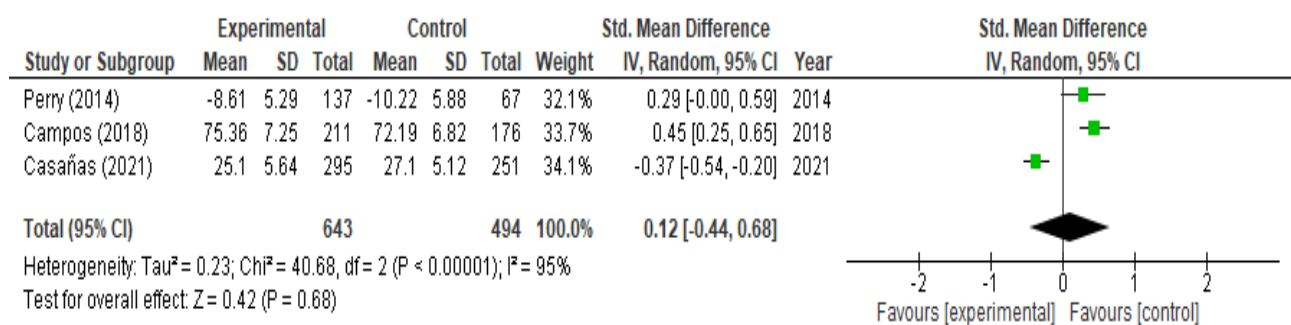 Experimental Control Std. Mean Difference Std. Mean Difference
Study or Subgroup Mean SD Total Mean SD Total Weight IV, Random, 95% CI Year IV, Random, 95% CI
Perry (2014) -8.61 5.29 137 -10.22 5.88 67 32.1% 0.29 [-0.00, 0.59] 2014
Campos (2018) 75.36 7.25 211 72.19 6.82 176 33.7% 0.45 [0.25, 0.65] 2018
Casañas (2021) 25.1 5.64 295 27.1 5.12 251 34.1% -0.37 [-0.54, -0.20] 2021
Total (95% CI) 643 494 100.0% 0.12 [-0.44, 0.68]
Heterogeneity: Tau² = 0.23; Chi² = 40.68, df = 2 (P < 0.00001); I² = 95%
Test for overall effect: Z = 0.42 (P = 0.68)
-2 -1 0 1 2
Favours [experimental] Favours [control]